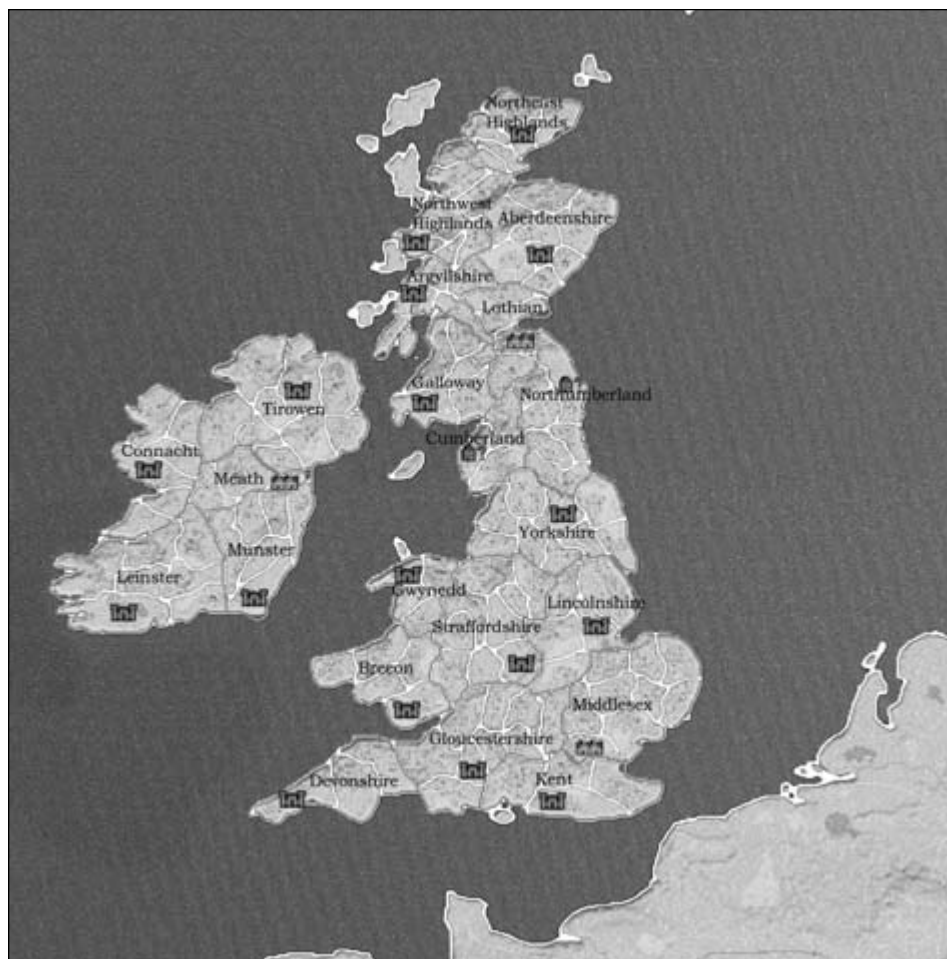 Northeast
Highlands
Northwest
Highlands
Aberdeenshire
Argyllshire
Lothian
Galloway
Northumberland
Tirowen
Cumberland
Connacht
Meath
Yorkshire
Munster
Leinster
Gwynedd
Lincolnshire
Straffordshire
Breeon
Middlesex
Gloucestershire
Devonshire
Kent